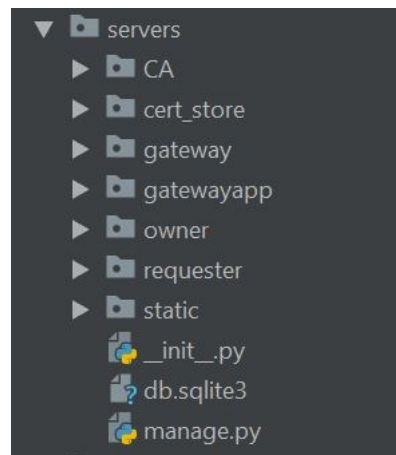 servers
CA
cert_store
gateway
gatewayapp
owner
requester
static
__init__.py
db.sqlite3
manage.py